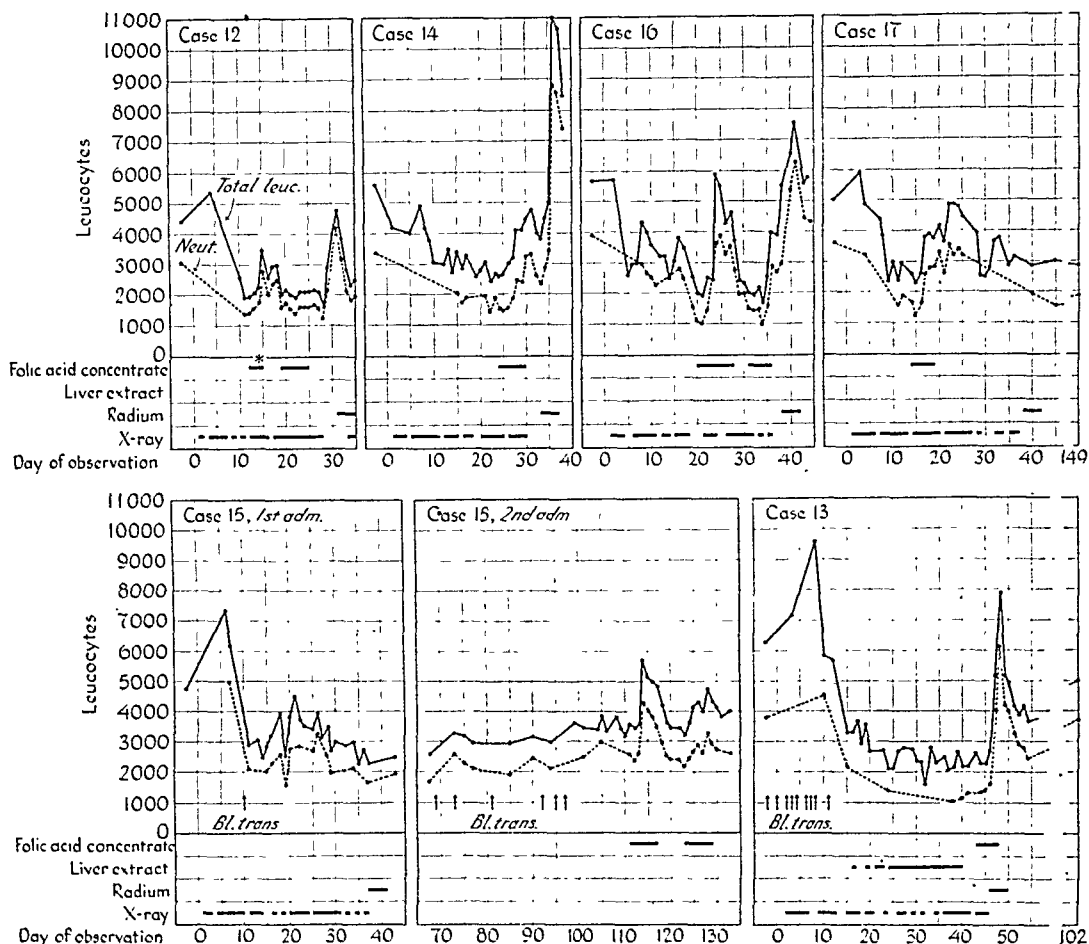 Case 12
Case 14
Case 16
Case 17
11000
10000
9000
8000
7000
6000
5000
4000
3000
2000
1000
0
Leucocytes
Total leuc.
Neut.
*
Folic acid concentrate
Liver extract
Radium
X-ray
Day of observation 0 10 20 30 0 10 20 30 40 0 10 20 30 40 0 10 20 30 40 149
Case 15, 1st adm.
Case 15, 2nd adm
Case 13
11000
10000
9000
8000
7000
6000
5000
4000
3000
2000
1000
0
Leucocytes
Bl. trans
Bl. trans.
Bl. trans.
Folic acid concentrate
Liver extract
Radium
X-ray
Day of observation 0 10 20 30 40 70 80 90 100 110 120 130 0 10 20 30 40 50 102